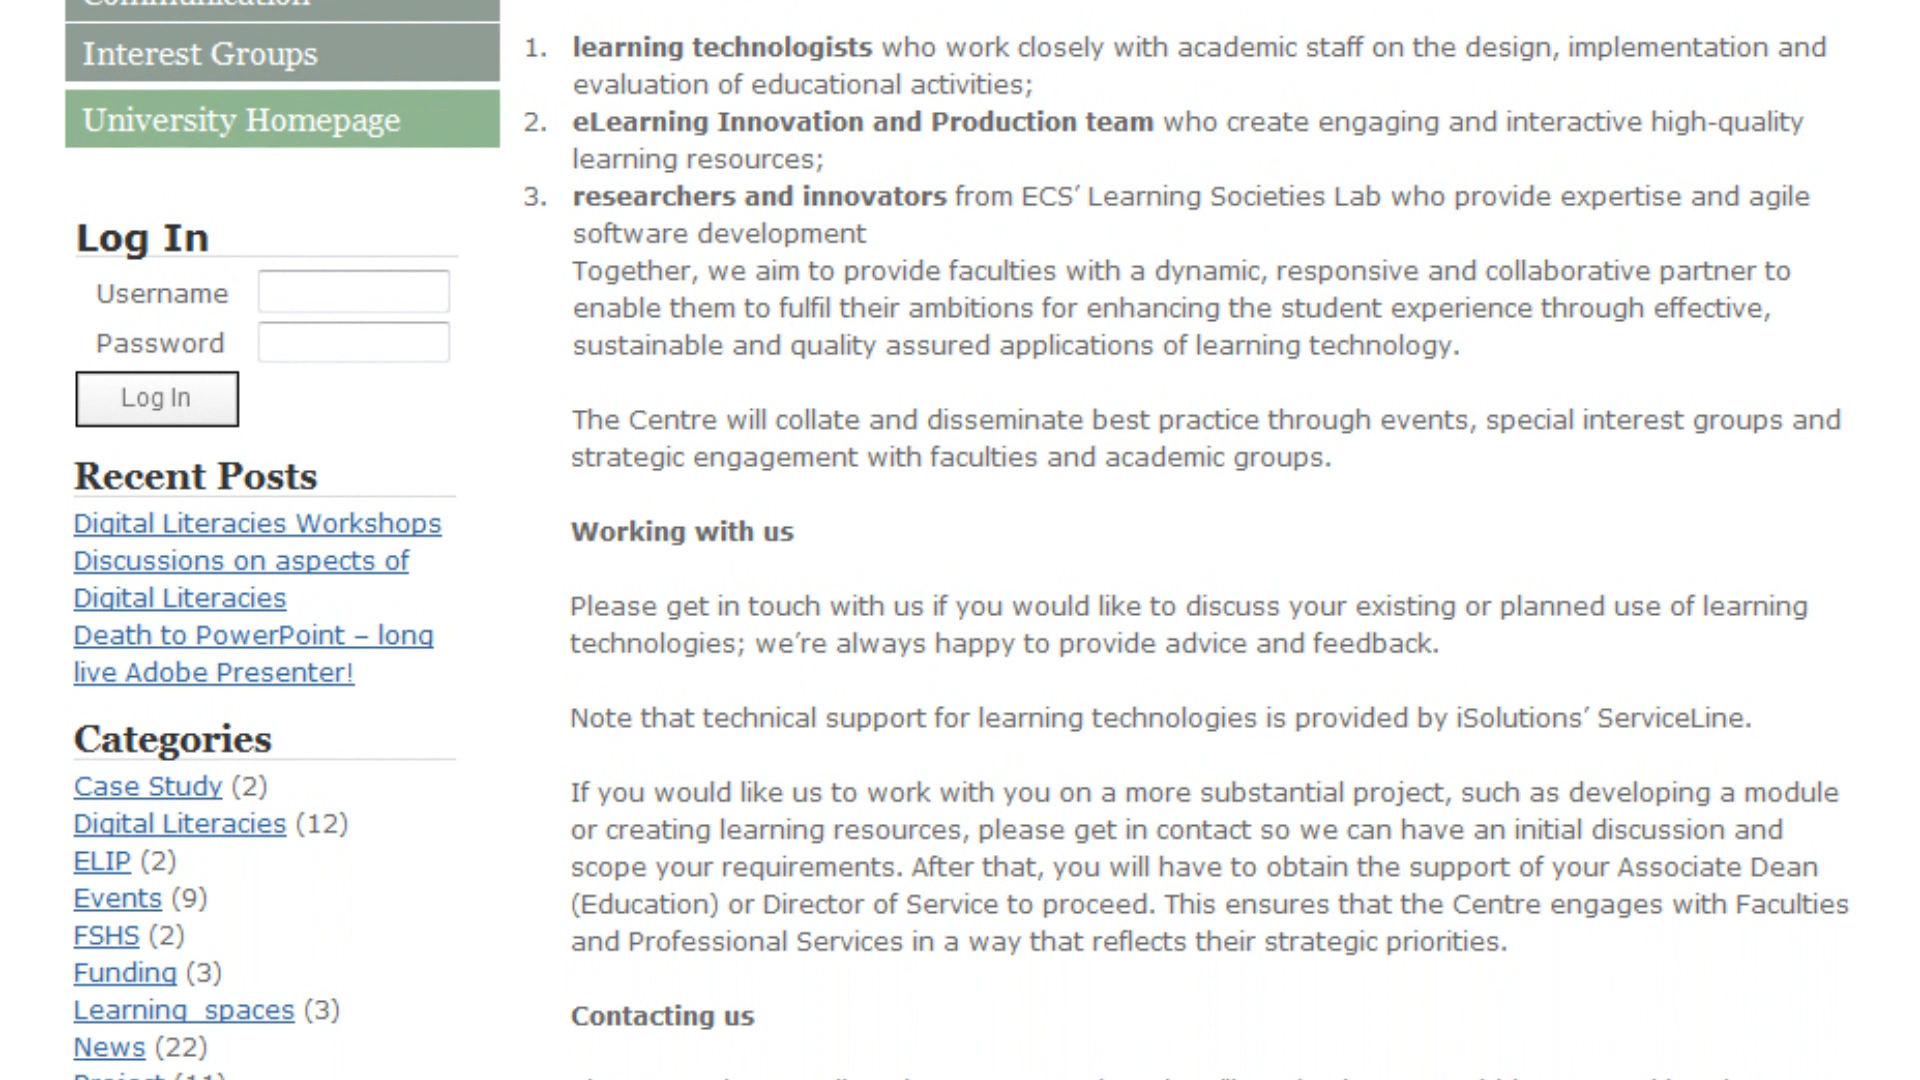 Communication
Interest Groups
University Homepage
Log In
Username
Password
Log In
Recent Posts
Digital Literacies Workshops
Discussions on aspects of
Digital Literacies
Death to PowerPoint – long
live Adobe Presenter!
Categories
Case Study (2)
Digital Literacies (12)
ELIP (2)
Events (9)
FSHS (2)
Funding (3)
Learning spaces (3)
News (22)
Project (11)
1. learning technologists who work closely with academic staff on the design, implementation and
evaluation of educational activities;
2. eLearning Innovation and Production team who create engaging and interactive high-quality
learning resources;
3. researchers and innovators from ECS’ Learning Societies Lab who provide expertise and agile
software development
Together, we aim to provide faculties with a dynamic, responsive and collaborative partner to
enable them to fulfil their ambitions for enhancing the student experience through effective,
sustainable and quality assured applications of learning technology.
The Centre will collate and disseminate best practice through events, special interest groups and
strategic engagement with faculties and academic groups.
Working with us
Please get in touch with us if you would like to discuss your existing or planned use of learning
technologies; we’re always happy to provide advice and feedback.
Note that technical support for learning technologies is provided by iSolutions’ ServiceLine.
If you would like us to work with you on a more substantial project, such as developing a module
or creating learning resources, please get in contact so we can have an initial discussion and
scope your requirements. After that, you will have to obtain the support of your Associate Dean
(Education) or Director of Service to proceed. This ensures that the Centre engages with Faculties
and Professional Services in a way that reflects their strategic priorities.
Contacting us